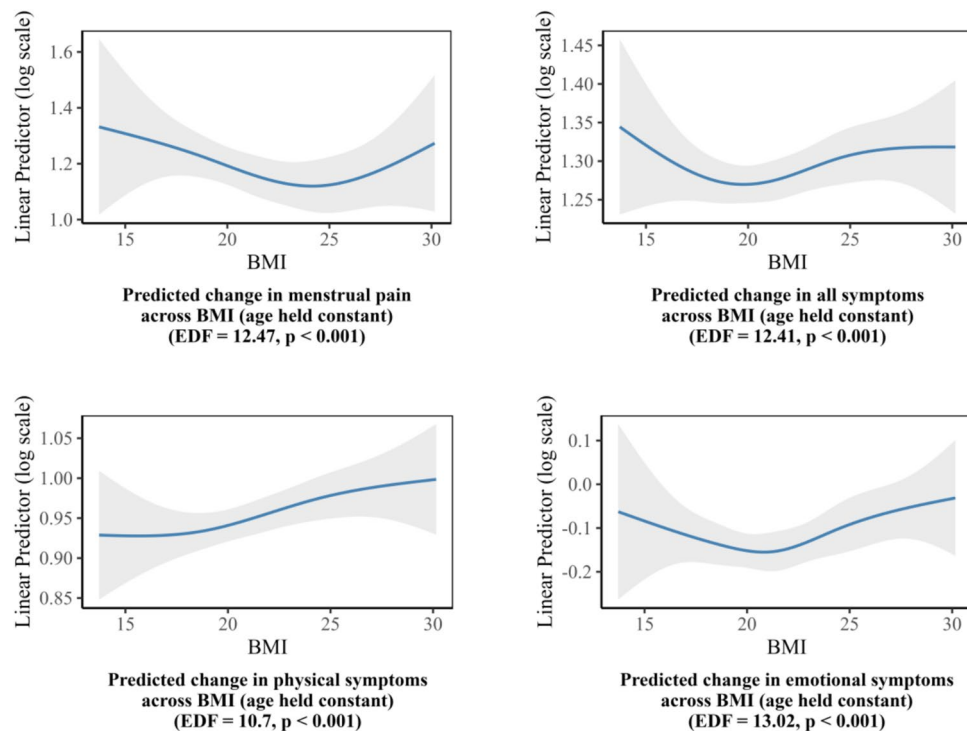 Linear Predictor (log scale)
1.6
1.4
1.2
1.0
15 20 25 30
BMI
Predicted change in menstrual pain
across BMI (age held constant)
(EDF = 12.47, p < 0.001)
Linear Predictor (log scale)
1.45
1.40
1.35
1.30
1.25
15 20 25 30
BMI
Predicted change in all symptoms
across BMI (age held constant)
(EDF = 12.41, p < 0.001)
Linear Predictor (log scale)
1.05
1.00
0.95
0.90
0.85
15 20 25 30
BMI
Predicted change in physical symptoms
across BMI (age held constant)
(EDF = 10.7, p < 0.001)
Linear Predictor (log scale)
0.1
0.0
-0.1
-0.2
15 20 25 30
BMI
Predicted change in emotional symptoms
across BMI (age held constant)
(EDF = 13.02, p < 0.001)